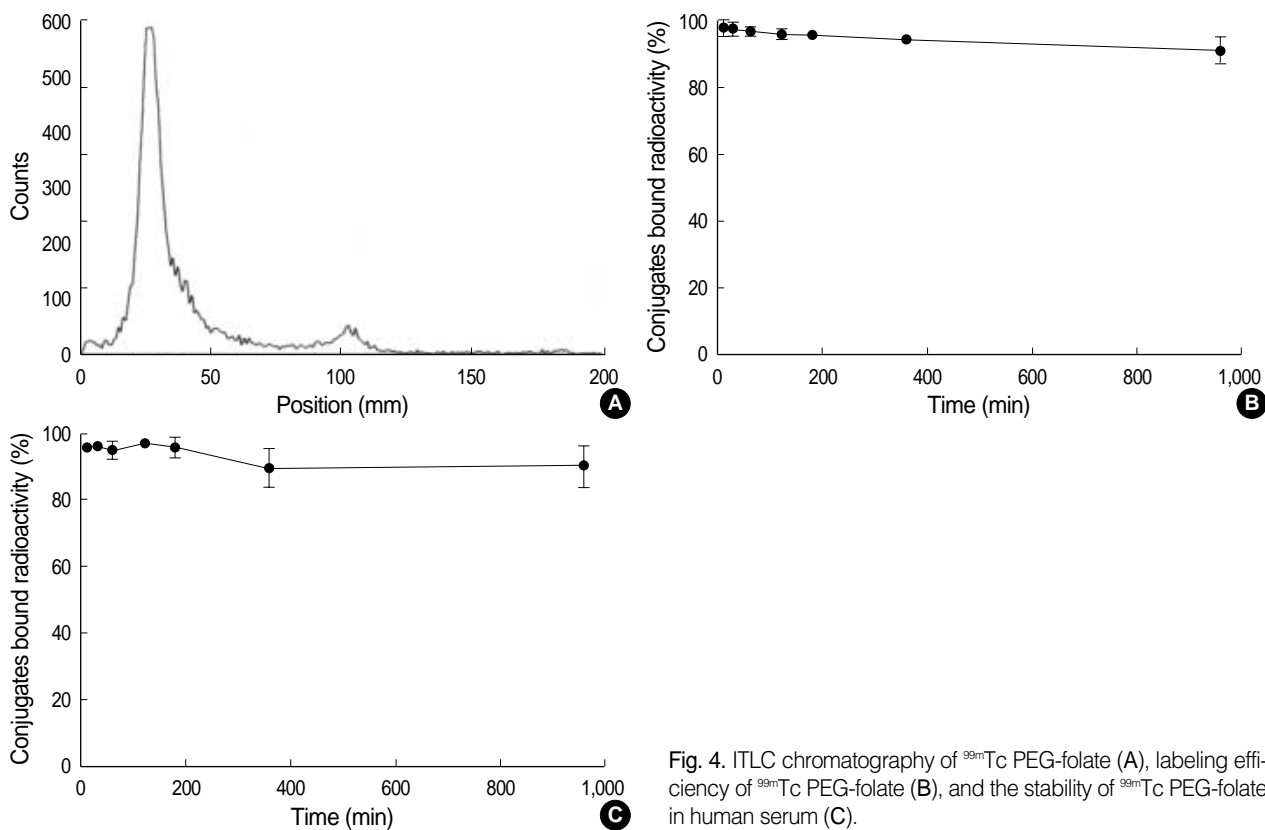 600
500
400
300
200
100
0
Counts
0 50 100 150 200
Position (mm)
A
100
80
60
40
20
0
Conjugates bound radioactivity (%)
0 200 400 600 800 1,000
Time (min)
B
100
80
60
40
20
0
Conjugates bound radioactivity (%)
0 200 400 600 800 1,000
Time (min)
C
Fig. 4. ITLC chromatography of ⁹⁹ᵐTc PEG-folate (A), labeling effi-
ciency of ⁹⁹ᵐTc PEG-folate (B), and the stability of ⁹⁹ᵐTc PEG-folate
in human serum (C).